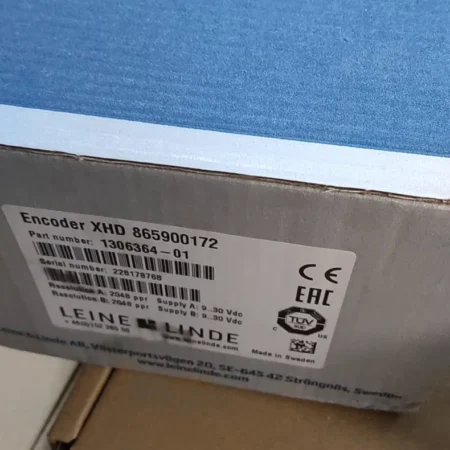 Encoder XHD 865900172
Part number: 1306364-01
Serial number:
Resolution A: 2048 ppr Supply A: 9..30 Vdc
Resolution B: 2048 ppr Supply B: 9..30 Vdc
LEINE LINDE
www.leinelinde.com
CE
EAC
TÜV
c us
Made in Sweden
Linde AB, Västerportsvägen 20, SE-645 42 Strängnäs, Sweden
www.leinelinde.com